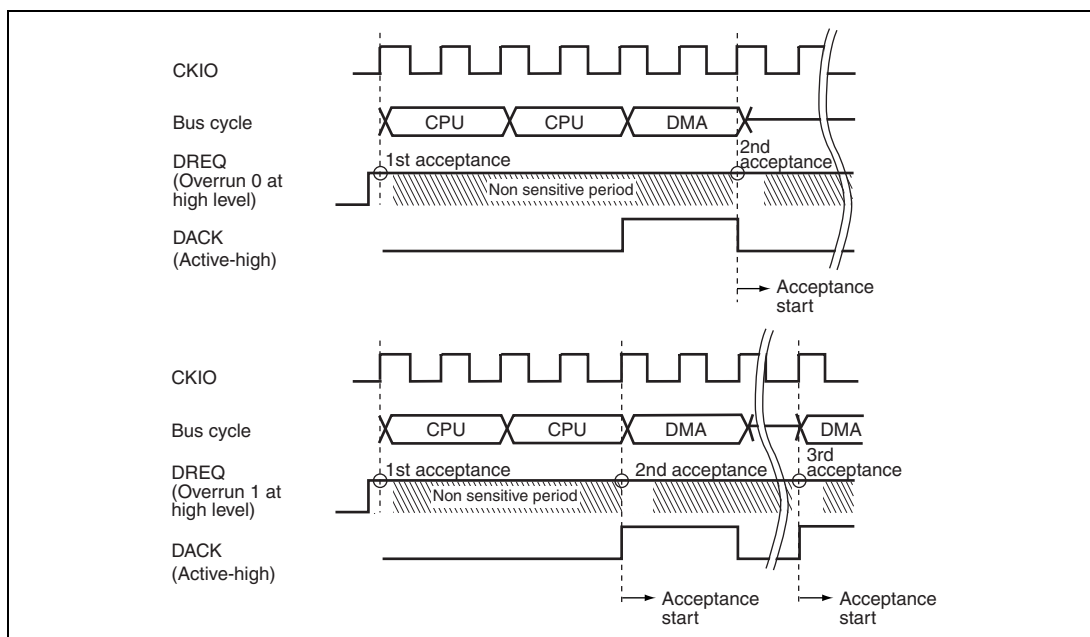 CKIO
Bus cycle
CPU CPU DMA
DREQ
(Overrun 0 at
high level)
1st acceptance
2nd
acceptance
Non sensitive period
DACK
(Active-high)
Acceptance
start
CKIO
Bus cycle
CPU CPU DMA DMA
DREQ
(Overrun 1 at
high level)
1st acceptance
2nd acceptance
3rd
acceptance
Non sensitive period
DACK
(Active-high)
Acceptance
start
Acceptance
start